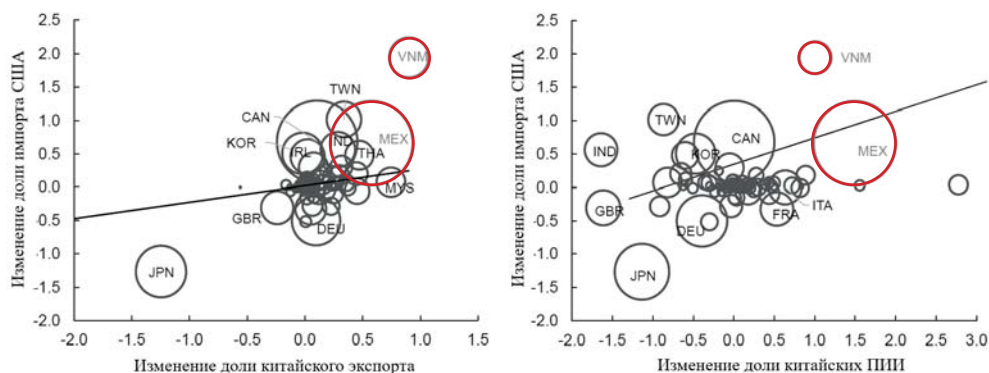 Изменение доли импорта США
2.5
2.0
1.5
1.0
0.5
0.0
-0.5
-1.0
-1.5
-2.0
VNM
TWN
CAN
KOR
IND
MEX
IRL
THA
MYS
GBR
DEU
JPN
-2.0 -1.5 -1.0 -0.5 0.0 0.5 1.0 1.5
Изменение доли китайского экспорта
Изменение доли импорта США
2.5
2.0
1.5
1.0
0.5
0.0
-0.5
-1.0
-1.5
-2.0
VNM
TWN
CAN
IND
KOR
MEX
GBR
ITA
FRA
DEU
JPN
-2.0 -1.5 -1.0 -0.5 0.0 0.5 1.0 1.5 2.0 2.5 3.0
Изменение доли китайских ПИИ